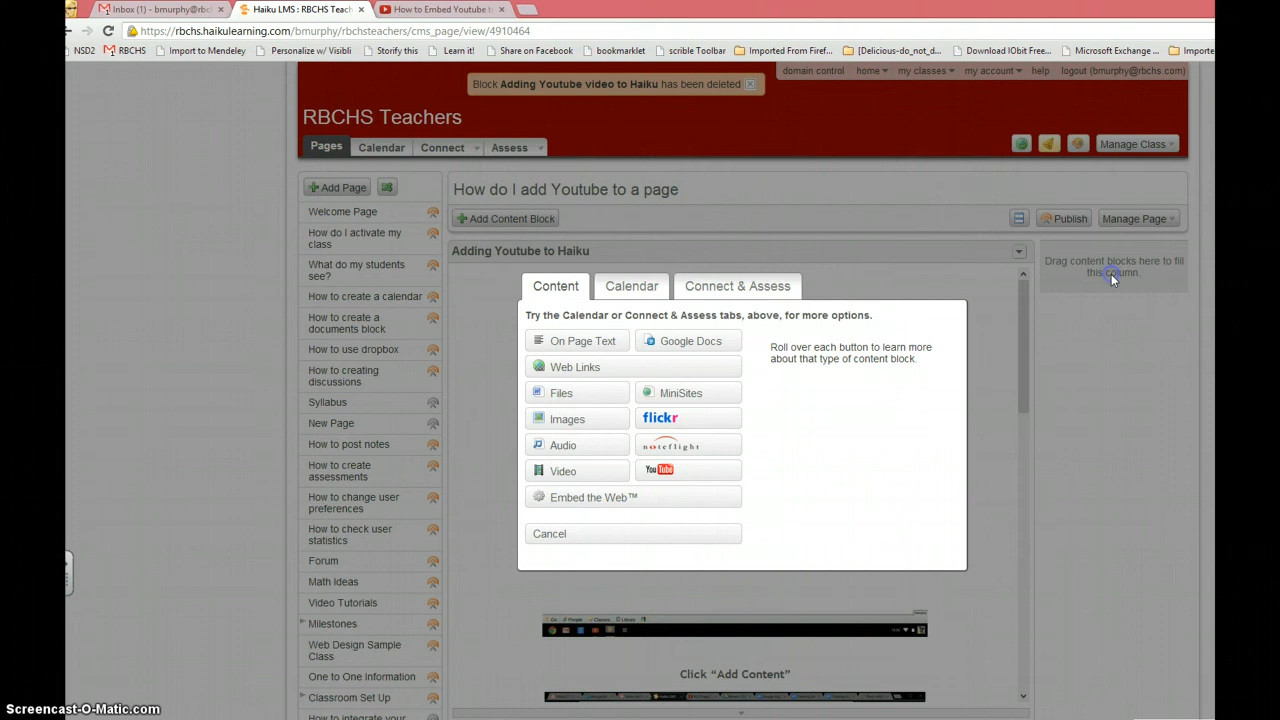 Inbox (1) - bmurphy@rbc
Haiku LMS : RBCHS Teach
How to Embed Youtube t
https://rbchs.haikulearning.com/bmurphy/rbchsteachers/cms_page/view/4910464
NSD2 RBCHS Import to Mendeley Personalize w/ Visibli Storify this Learn it! Share on Facebook bookmarklet scrible Toolbar Imported From Firef... [Delicious-do_not_d... Download IObit Free... Microsoft Exchange ... Importe
domain control home my classes my account help logout (bmurphy@rbchs.com)
Block Adding Youtube video to Haiku has been deleted
RBCHS Teachers
Pages Calendar Connect Assess
Manage Class
Add Page
Welcome Page
How do I activate my
class
What do my students
see?
How to create a calendar
How to create a
documents block
How to use dropbox
How to creating
discussions
Syllabus
New Page
How to post notes
How to create
assessments
How to change user
preferences
How to check user
statistics
Forum
Math Ideas
Video Tutorials
Milestones
Web Design Sample
Class
One to One Information
Classroom Set Up
How to integrate your
How do I add Youtube to a page
Add Content Block
Publish
Manage Page
Adding Youtube to Haiku
Drag content blocks here to fill
this column.
Content Calendar Connect & Assess
Try the Calendar or Connect & Assess tabs, above, for more options.
On Page Text Google Docs
Web Links
Files MiniSites
Images flickr
Audio noteflight
Video YouTube
Embed the Web™
Cancel
Roll over each button to learn more
about that type of content block.
Click “Add Content”
Screencast-O-Matic.com